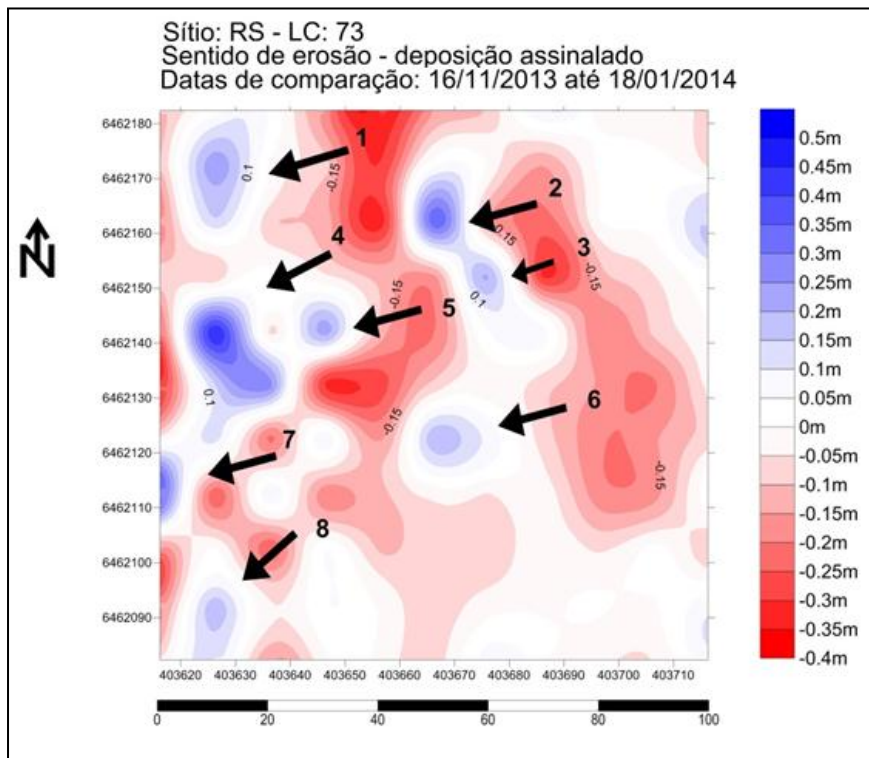 Sítio: RS - LC: 73
Sentido de erosão - deposição assinalado
Datas de comparação: 16/11/2013 até 18/01/2014
N
6462180
6462170
6462160
6462150
6462140
6462130
6462120
6462110
6462100
6462090
403620 403630 403640 403650 403660 403670 403680 403690 403700 403710
0 20 40 60 80 100
1
2
3
4
5
6
7
8
0.1
-0.15
-0.15
-0.15
-0.15
0.1
0.1
-0.15
-0.15
0.5m
0.45m
0.4m
0.35m
0.3m
0.25m
0.2m
0.15m
0.1m
0.05m
0m
-0.05m
-0.1m
-0.15m
-0.2m
-0.25m
-0.3m
-0.35m
-0.4m